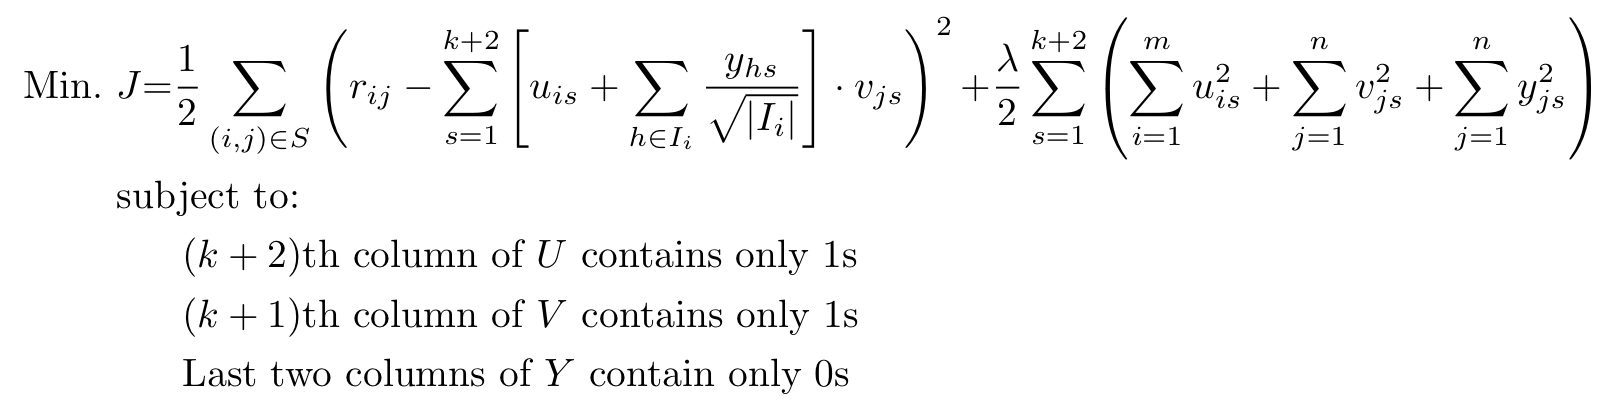 Min. $J = \frac{1}{2} \sum_{(i,j) \in S} \left( r_{ij} - \sum_{s=1}^{k+2} \left[ u_{is} + \sum_{h \in I_i} \frac{y_{hs}}{\sqrt{|I_i|}} \right] \cdot v_{js} \right)^2 + \frac{\lambda}{2} \sum_{s=1}^{k+2} \left( \sum_{i=1}^{m} u_{is}^2 + \sum_{j=1}^{n} v_{js}^2 + \sum_{j=1}^{n} y_{js}^2 \right)$
subject to:
$(k + 2)$th column of $U$ contains only 1s
$(k + 1)$th column of $V$ contains only 1s
Last two columns of $Y$ contain only 0s